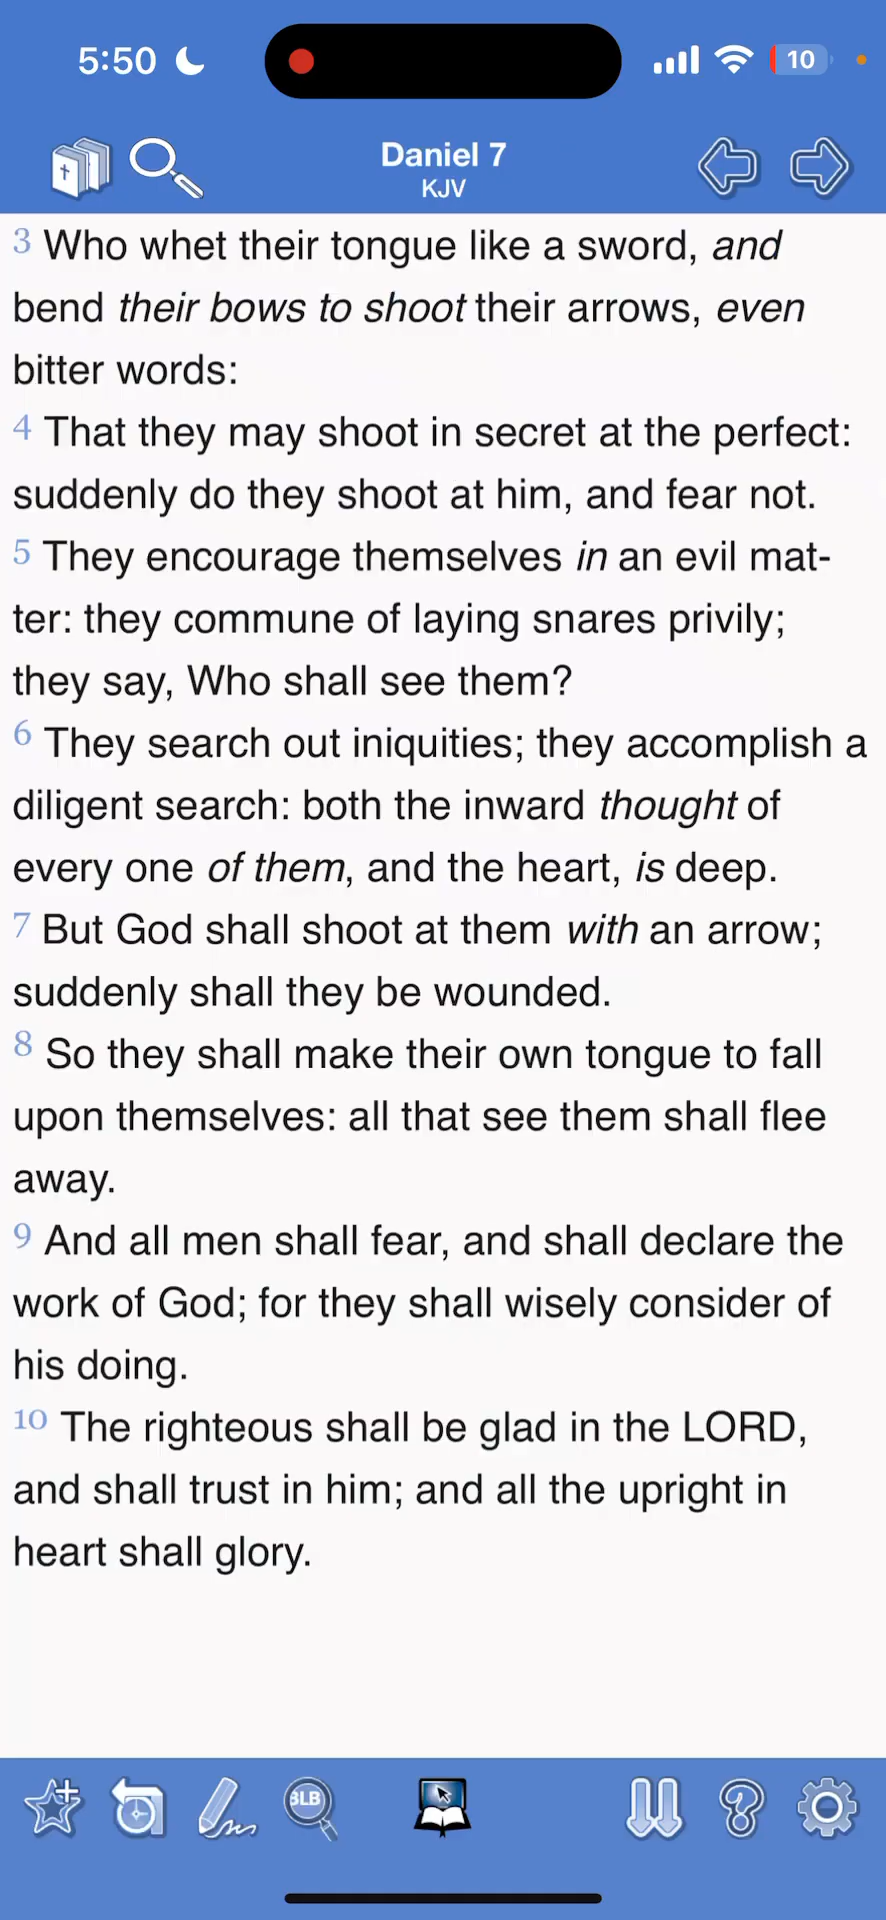 5:50
10
Daniel 7
KJV
3 Who whet their tongue like a sword, and
bend their bows to shoot their arrows, even
bitter words:
4 That they may shoot in secret at the perfect:
suddenly do they shoot at him, and fear not.
5 They encourage themselves in an evil mat-
ter: they commune of laying snares privily;
they say, Who shall see them?
6 They search out iniquities; they accomplish a
diligent search: both the inward thought of
every one of them, and the heart, is deep.
7 But God shall shoot at them with an arrow;
suddenly shall they be wounded.
8 So they shall make their own tongue to fall
upon themselves: all that see them shall flee
away.
9 And all men shall fear, and shall declare the
work of God; for they shall wisely consider of
his doing.
10 The righteous shall be glad in the LORD,
and shall trust in him; and all the upright in
heart shall glory.
BLB